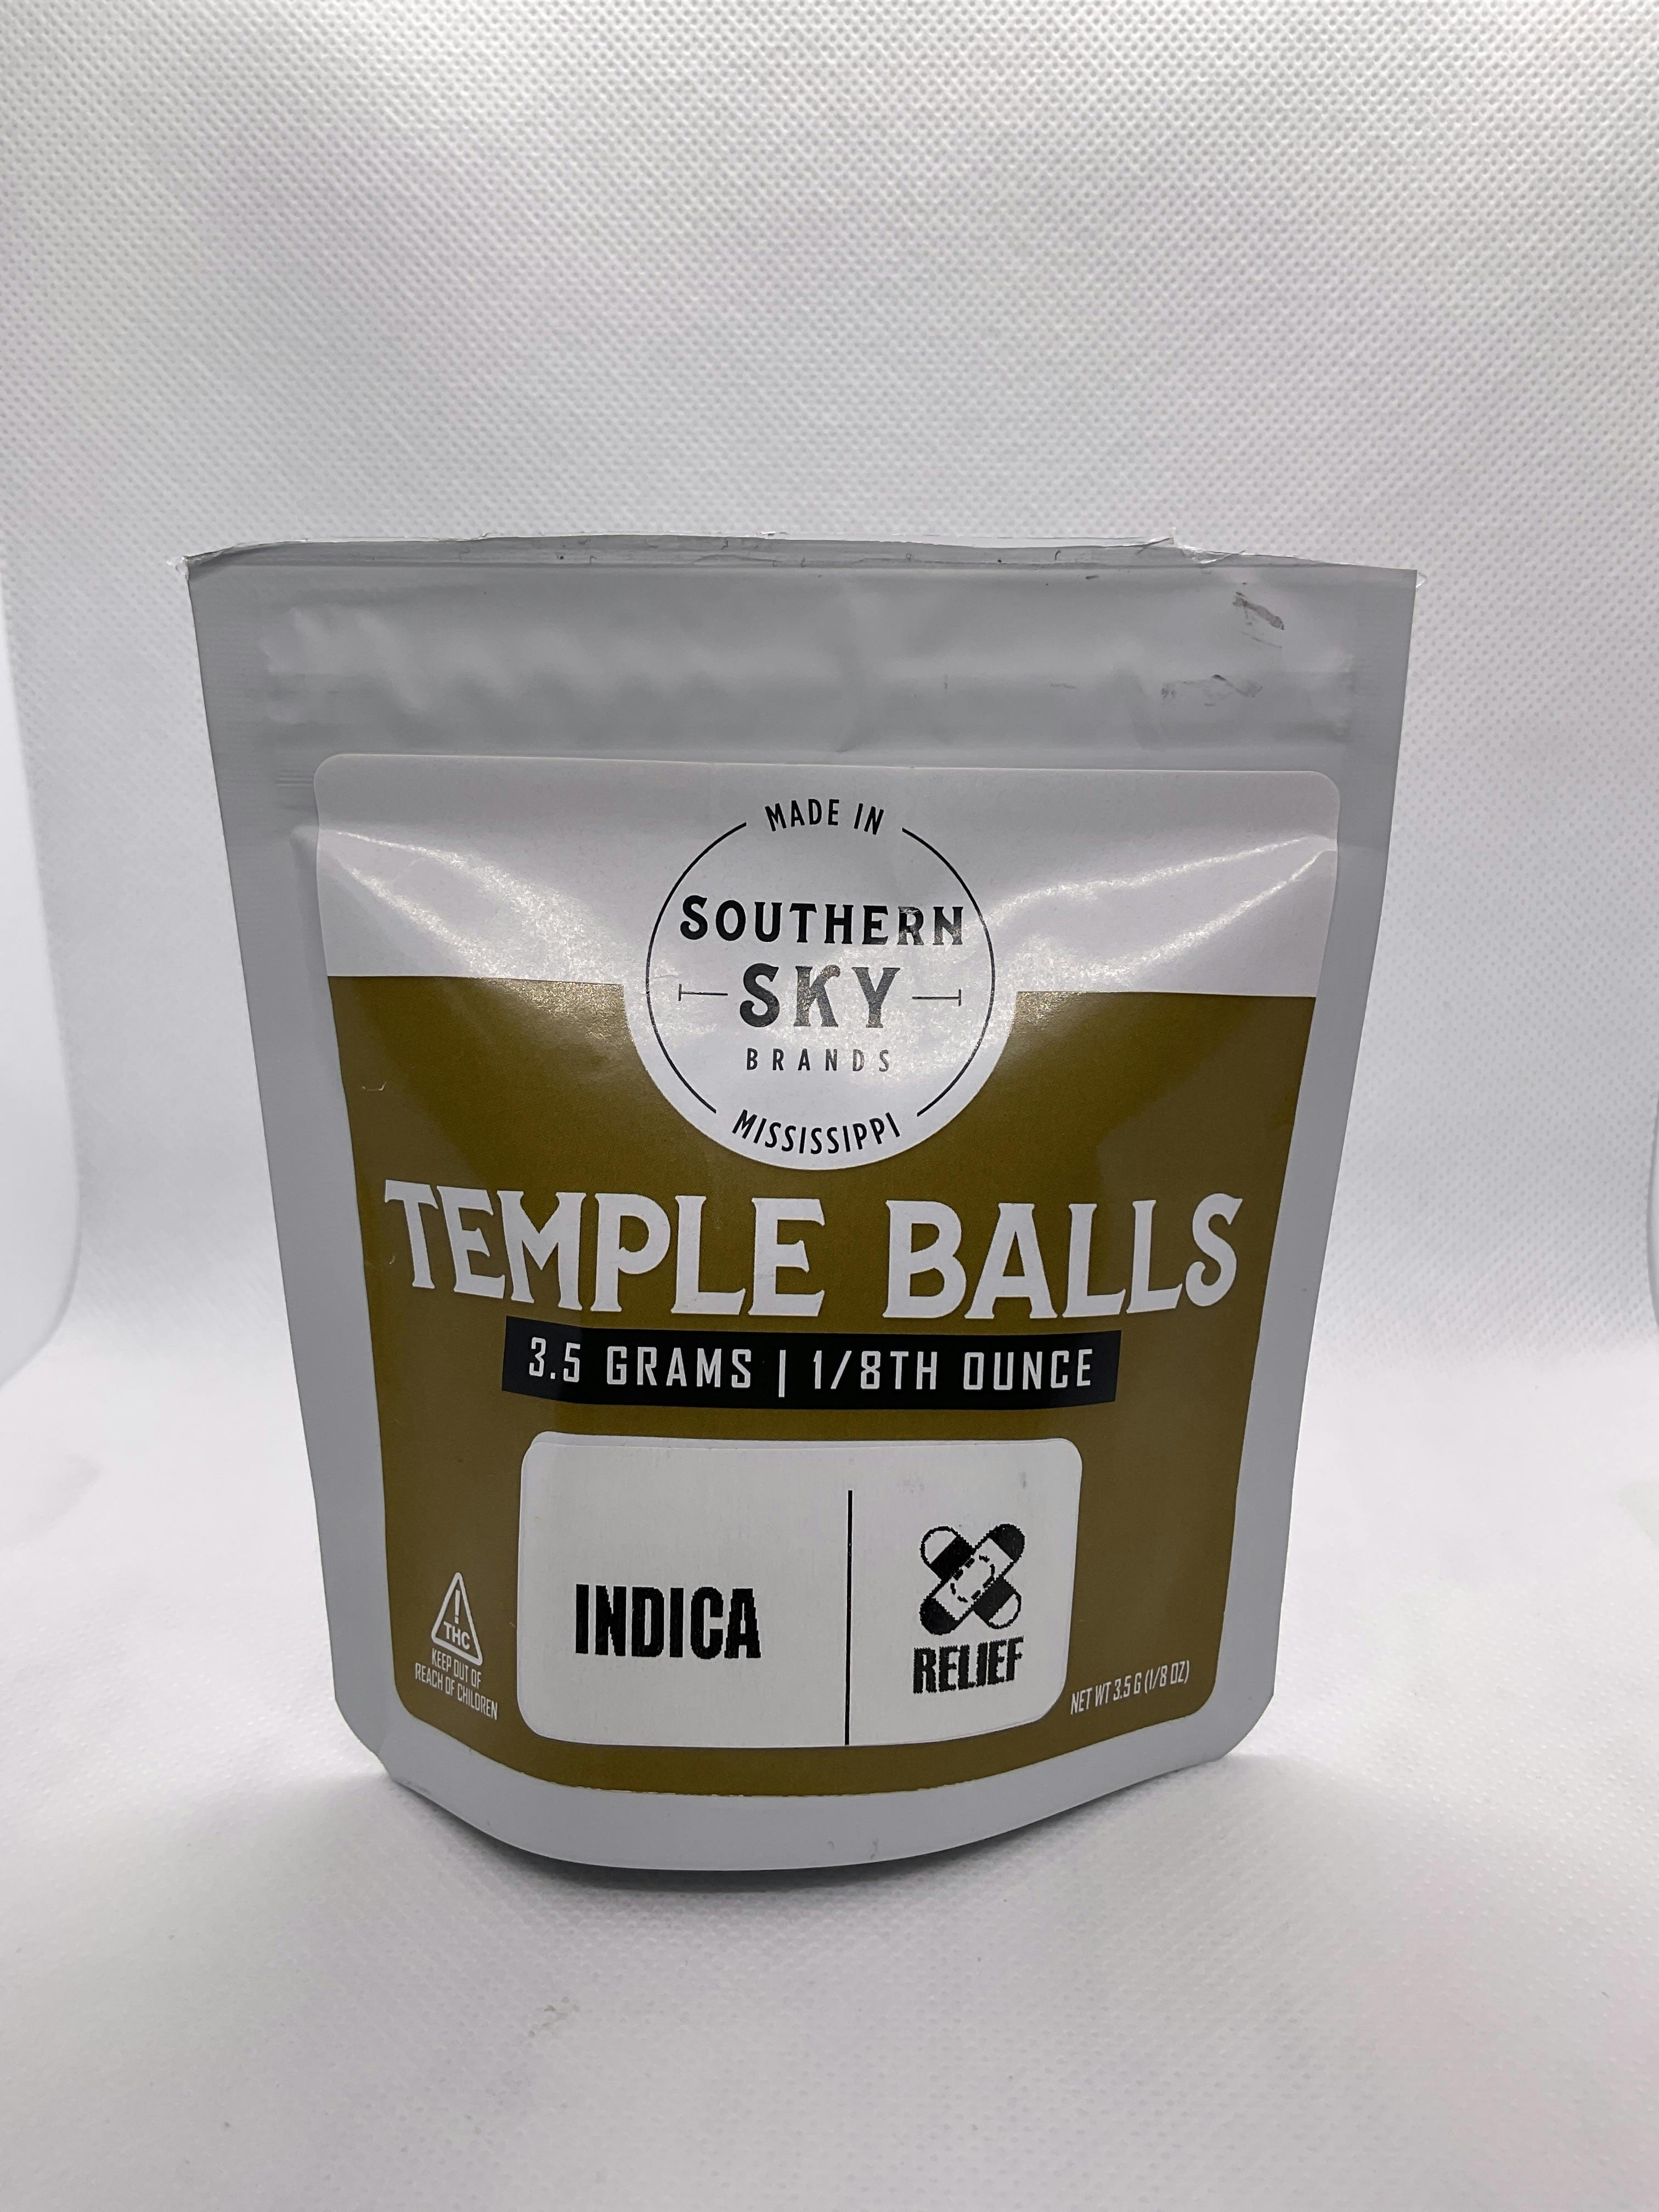 MADE IN
SOUTHERN
SKY
BRANDS
MISSISSIPPI
TEMPLE BALLS
3.5 GRAMS | 1/8TH OUNCE
INDICA
RELIEF
!
THC
KEEP OUT OF
REACH OF CHILDREN
NET WT 3.5 G (1/8 OZ)